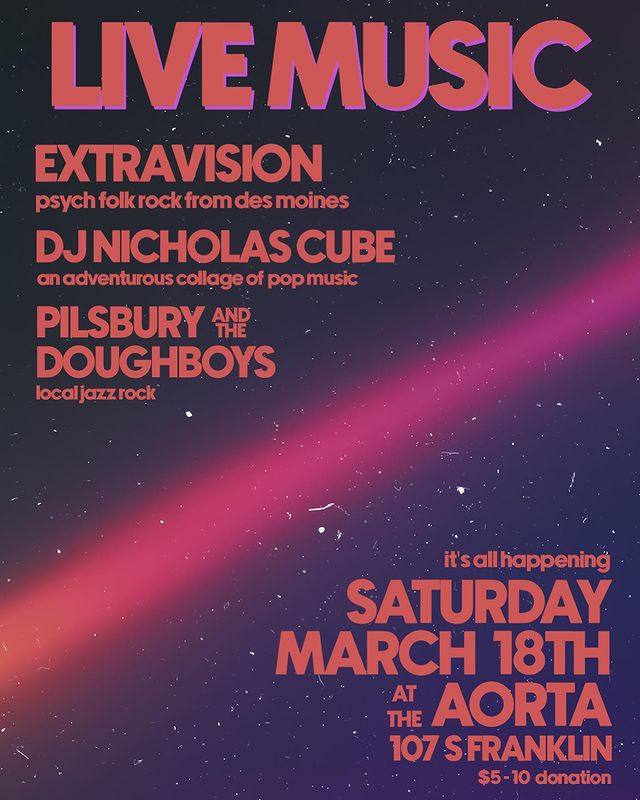 LIVE MUSIC
EXTRAVISION
psych folk rock from des moines
DJ NICHOLAS CUBE
an adventurous collage of pop music
PILSBURY AND THE
DOUGHBOYS
local jazz rock
it's all happening
SATURDAY
MARCH 18TH
AT THE AORTA
107 S FRANKLIN
$5-10 donation